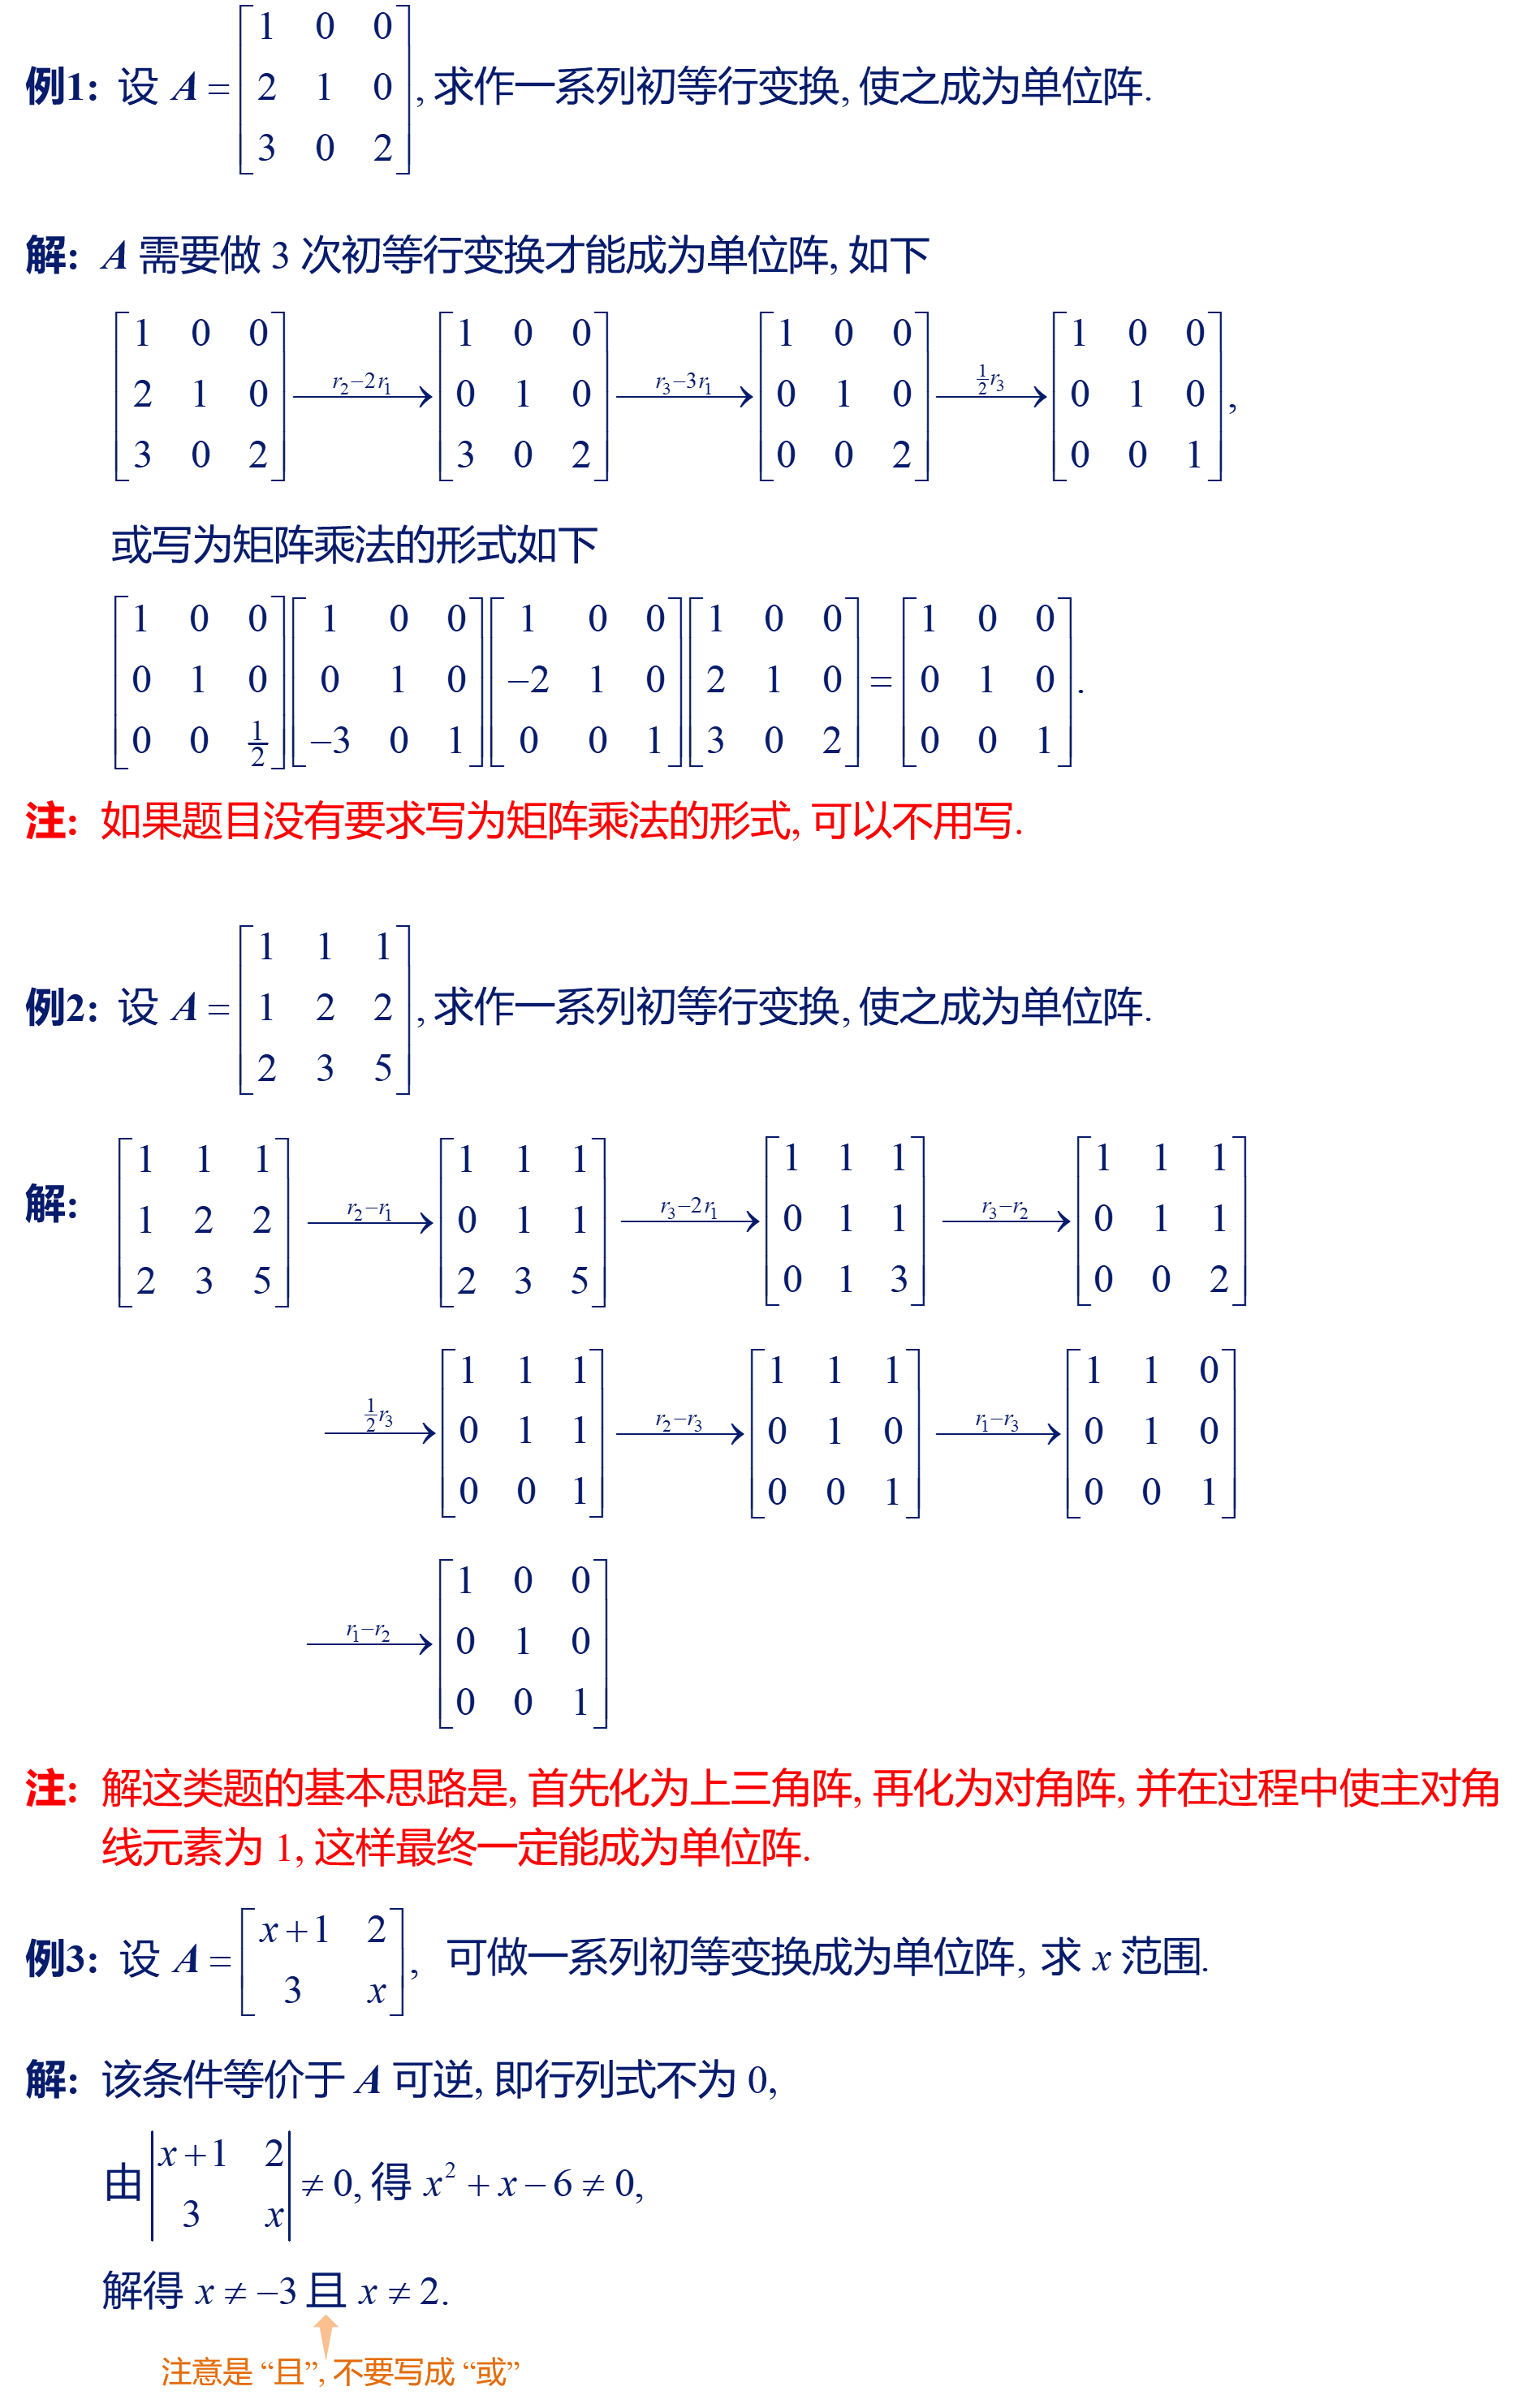 例1: 设 A = [1 0 0; 2 1 0; 3 0 2], 求作一系列初等行变换, 使之成为单位阵.
解: A 需要做 3 次初等行变换才能成为单位阵, 如下
[1 0 0; 2 1 0; 3 0 2] —r₂−2r₁→ [1 0 0; 0 1 0; 3 0 2] —r₃−3r₁→ [1 0 0; 0 1 0; 0 0 2] —½r₃→ [1 0 0; 0 1 0; 0 0 1],
或写为矩阵乘法的形式如下
[1 0 0; 0 1 0; 0 0 ½][1 0 0; 0 1 0; −3 0 1][1 0 0; −2 1 0; 0 0 1][1 0 0; 2 1 0; 3 0 2] = [1 0 0; 0 1 0; 0 0 1].
注: 如果题目没有要求写为矩阵乘法的形式, 可以不用写.
例2: 设 A = [1 1 1; 1 2 2; 2 3 5], 求作一系列初等行变换, 使之成为单位阵.
解: [1 1 1; 1 2 2; 2 3 5] —r₂−r₁→ [1 1 1; 0 1 1; 2 3 5] —r₃−2r₁→ [1 1 1; 0 1 1; 0 1 3] —r₃−r₂→ [1 1 1; 0 1 1; 0 0 2]
—½r₃→ [1 1 1; 0 1 1; 0 0 1] —r₂−r₃→ [1 1 1; 0 1 0; 0 0 1] —r₁−r₃→ [1 1 0; 0 1 0; 0 0 1]
—r₁−r₂→ [1 0 0; 0 1 0; 0 0 1]
注: 解这类题的基本思路是, 首先化为上三角阵, 再化为对角阵, 并在过程中使主对角
线元素为 1, 这样最终一定能成为单位阵.
例3: 设 A = [x+1 2; 3 x], 可做一系列初等变换成为单位阵, 求 x 范围.
解: 该条件等价于 A 可逆, 即行列式不为 0,
由 |x+1 2; 3 x| ≠ 0, 得 x² + x − 6 ≠ 0,
解得 x ≠ −3 且 x ≠ 2.
注意是 “且”, 不要写成 “或”